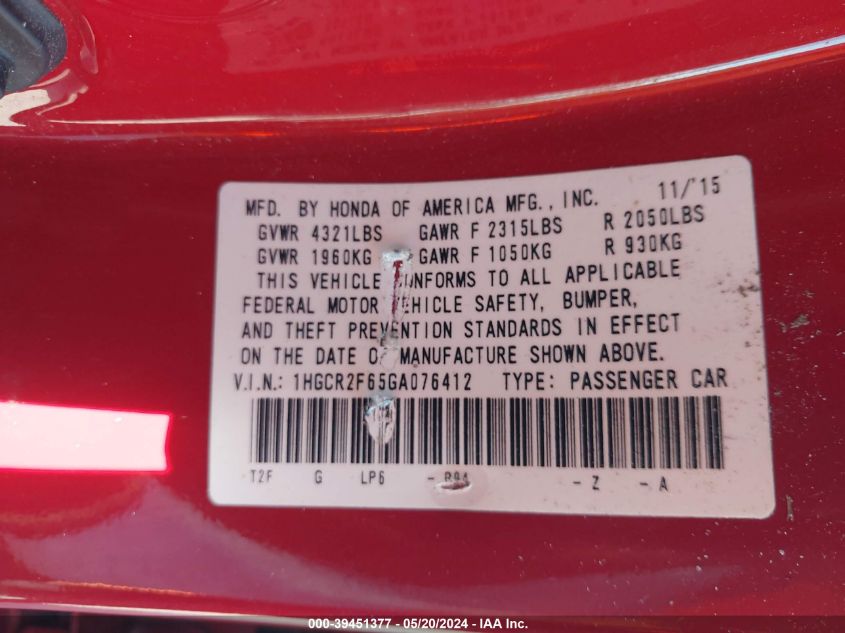 MFD. BY HONDA OF AMERICA MFG., INC. 11/'15
GVWR 4321LBS GAWR F 2315LBS R 2050LBS
GVWR 1960KG GAWR F 1050KG R 930KG
THIS VEHICLE CONFORMS TO ALL APPLICABLE
FEDERAL MOTOR VEHICLE SAFETY, BUMPER,
AND THEFT PREVENTION STANDARDS IN EFFECT
ON THE DATE OF MANUFACTURE SHOWN ABOVE.
V.I.N.: 1HGCR2F65GA076412 TYPE: PASSENGER CAR
T2F G LP6 - - Z - A
000-39451377 - 05/20/2024 - IAA Inc.